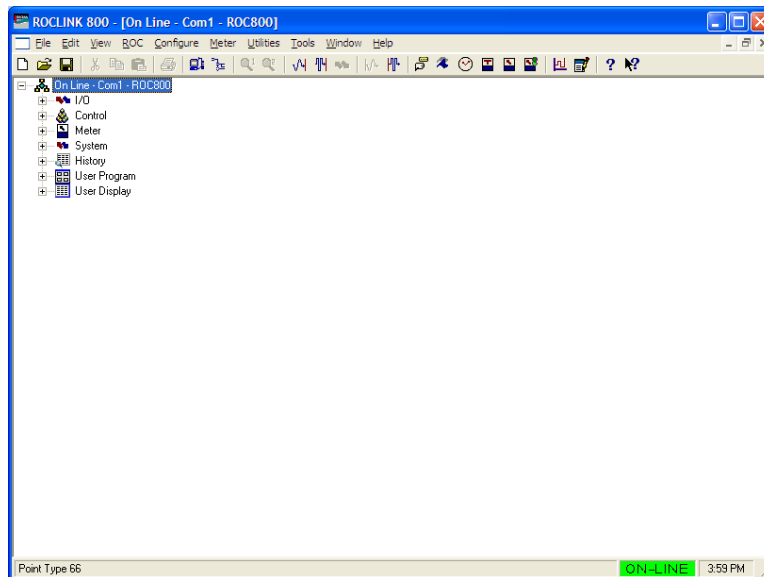 ROCLINK 800 - [On Line - Com1 - ROC800]
File Edit View ROC Configure Meter Utilities Tools Window Help
On Line - Com1 - ROC800
I/O
Control
Meter
System
History
User Program
User Display
Point Type 66 ON-LINE 3:59 PM